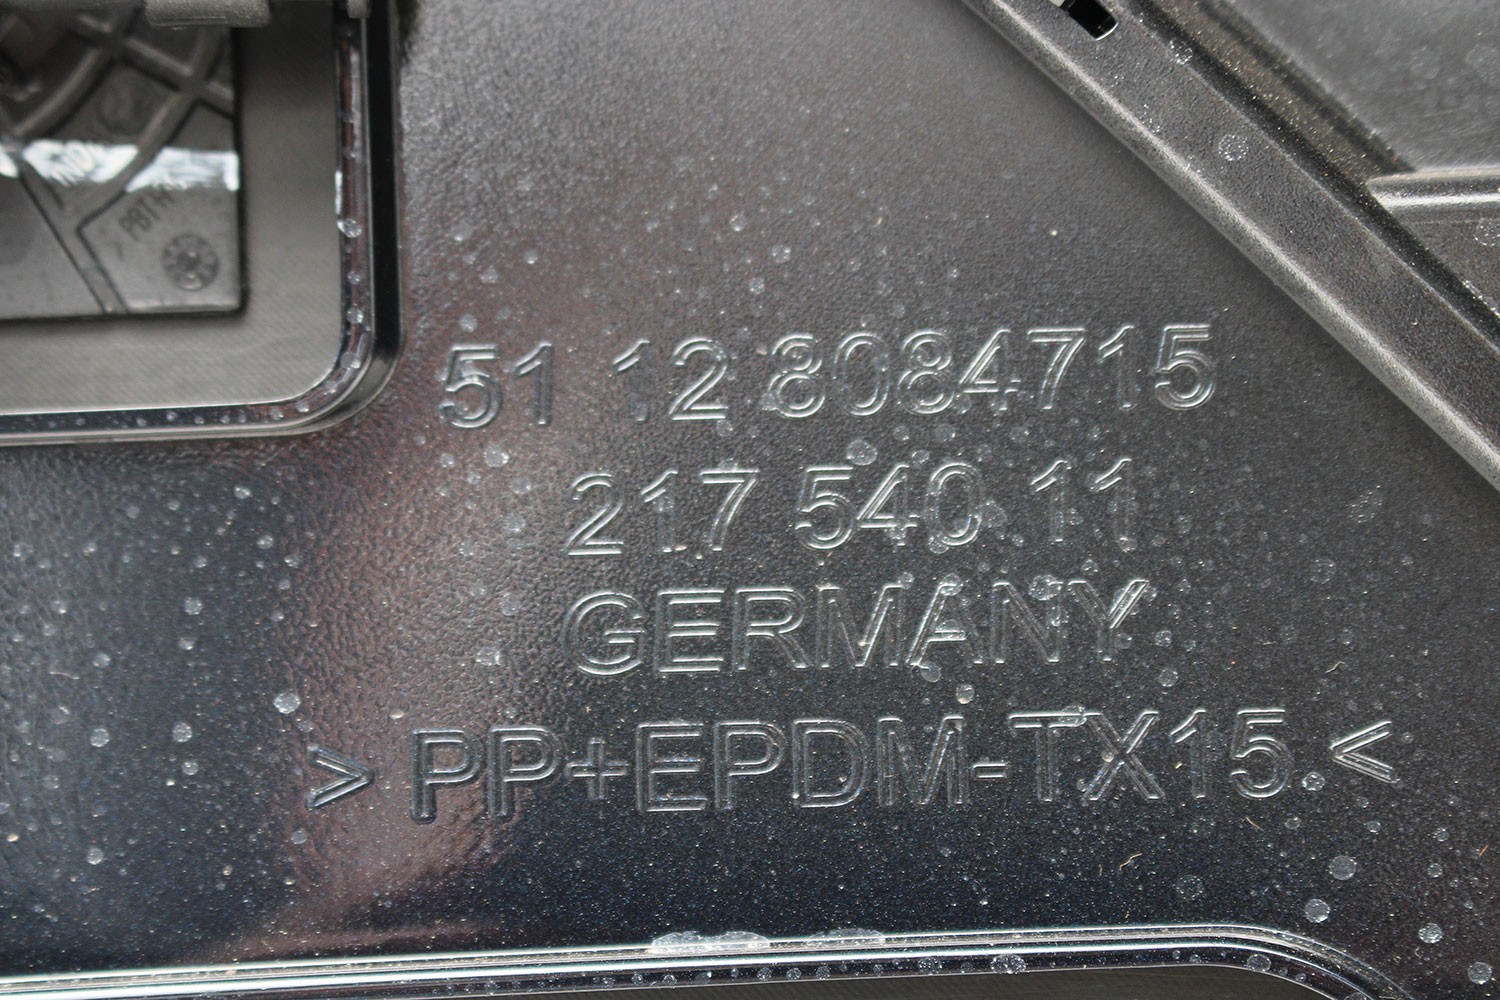 51 12 8084715
217 540 11
GERMANY
> PP+EPDM-TX15 <